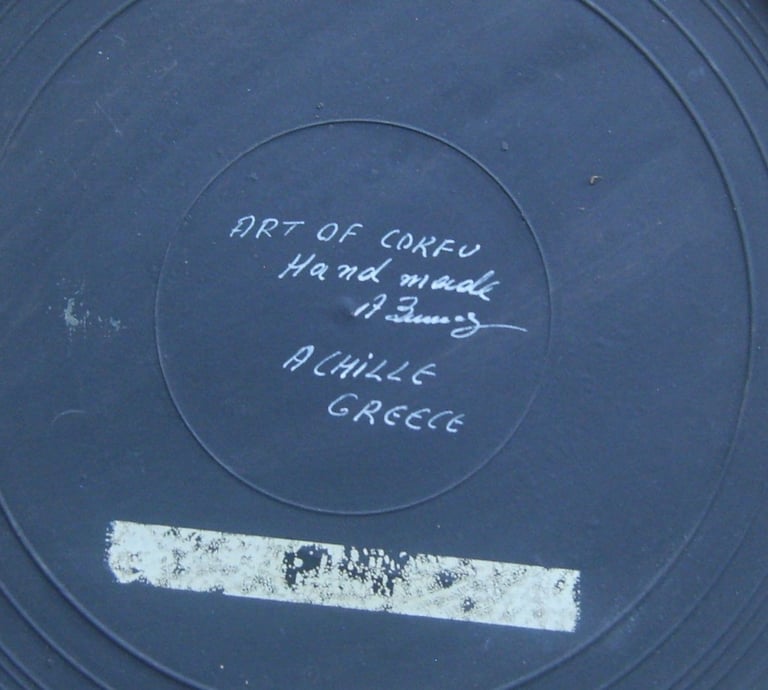 ART OF CORFU
Hand made
ACHILLE
GREECE